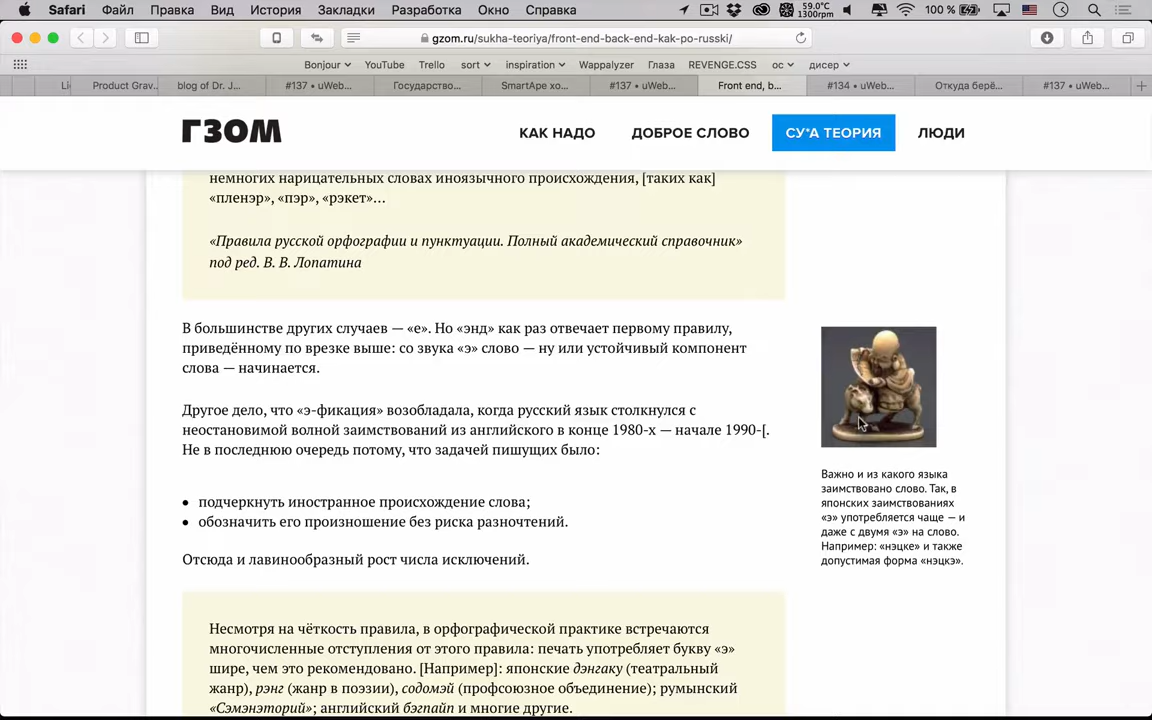 Safari Файл Правка Вид История Закладки Разработка Окно Справка 59.0°C 1300rpm 100 %
gzom.ru/sukha-teoriya/front-end-back-end-kak-po-russki/
Bonjour YouTube Trello sort inspiration Wappalyzer Глаза REVENGE.CSS ос дисер
Li Product Grav.. blog of Dr. J... #137 • uWeb... Государство... SmartApe хо... #137 • uWeb... Front end, b... #134 • uWeb... Откуда берё... #137 • uWeb...
ГЗОМ КАК НАДО ДОБРОЕ СЛОВО СУ*А ТЕОРИЯ ЛЮДИ
немногих нарицательных словах иноязычного происхождения, [таких как]
«пленэр», «пэр», «рэкет»…
«Правила русской орфографии и пунктуации. Полный академический справочник»
под ред. В. В. Лопатина
В большинстве других случаев — «е». Но «энд» как раз отвечает первому правилу,
приведённому по врезке выше: со звука «э» слово — ну или устойчивый компонент
слова — начинается.
Другое дело, что «э-фикация» возобладала, когда русский язык столкнулся с
неостановимой волной заимствований из английского в конце 1980-х — начале 1990-[.
Не в последнюю очередь потому, что задачей пишущих было:
• подчеркнуть иностранное происхождение слова;
• обозначить его произношение без риска разночтений.
Отсюда и лавинообразный рост числа исключений.
Важно и из какого языка
заимствовано слово. Так, в
японских заимствованиях
«э» употребляется чаще — и
даже с двумя «э» на слово.
Например: «нэцке» и также
допустимая форма «нэцкэ».
Несмотря на чёткость правила, в орфографической практике встречаются
многочисленные отступления от этого правила: печать употребляет букву «э»
шире, чем это рекомендовано. [Например]: японские дэнгаку (театральный
жанр), рэнг (жанр в поэзии), содомэй (профсоюзное объединение); румынский
«Сэмэнэторий»; английский бэгпайп и многие другие.